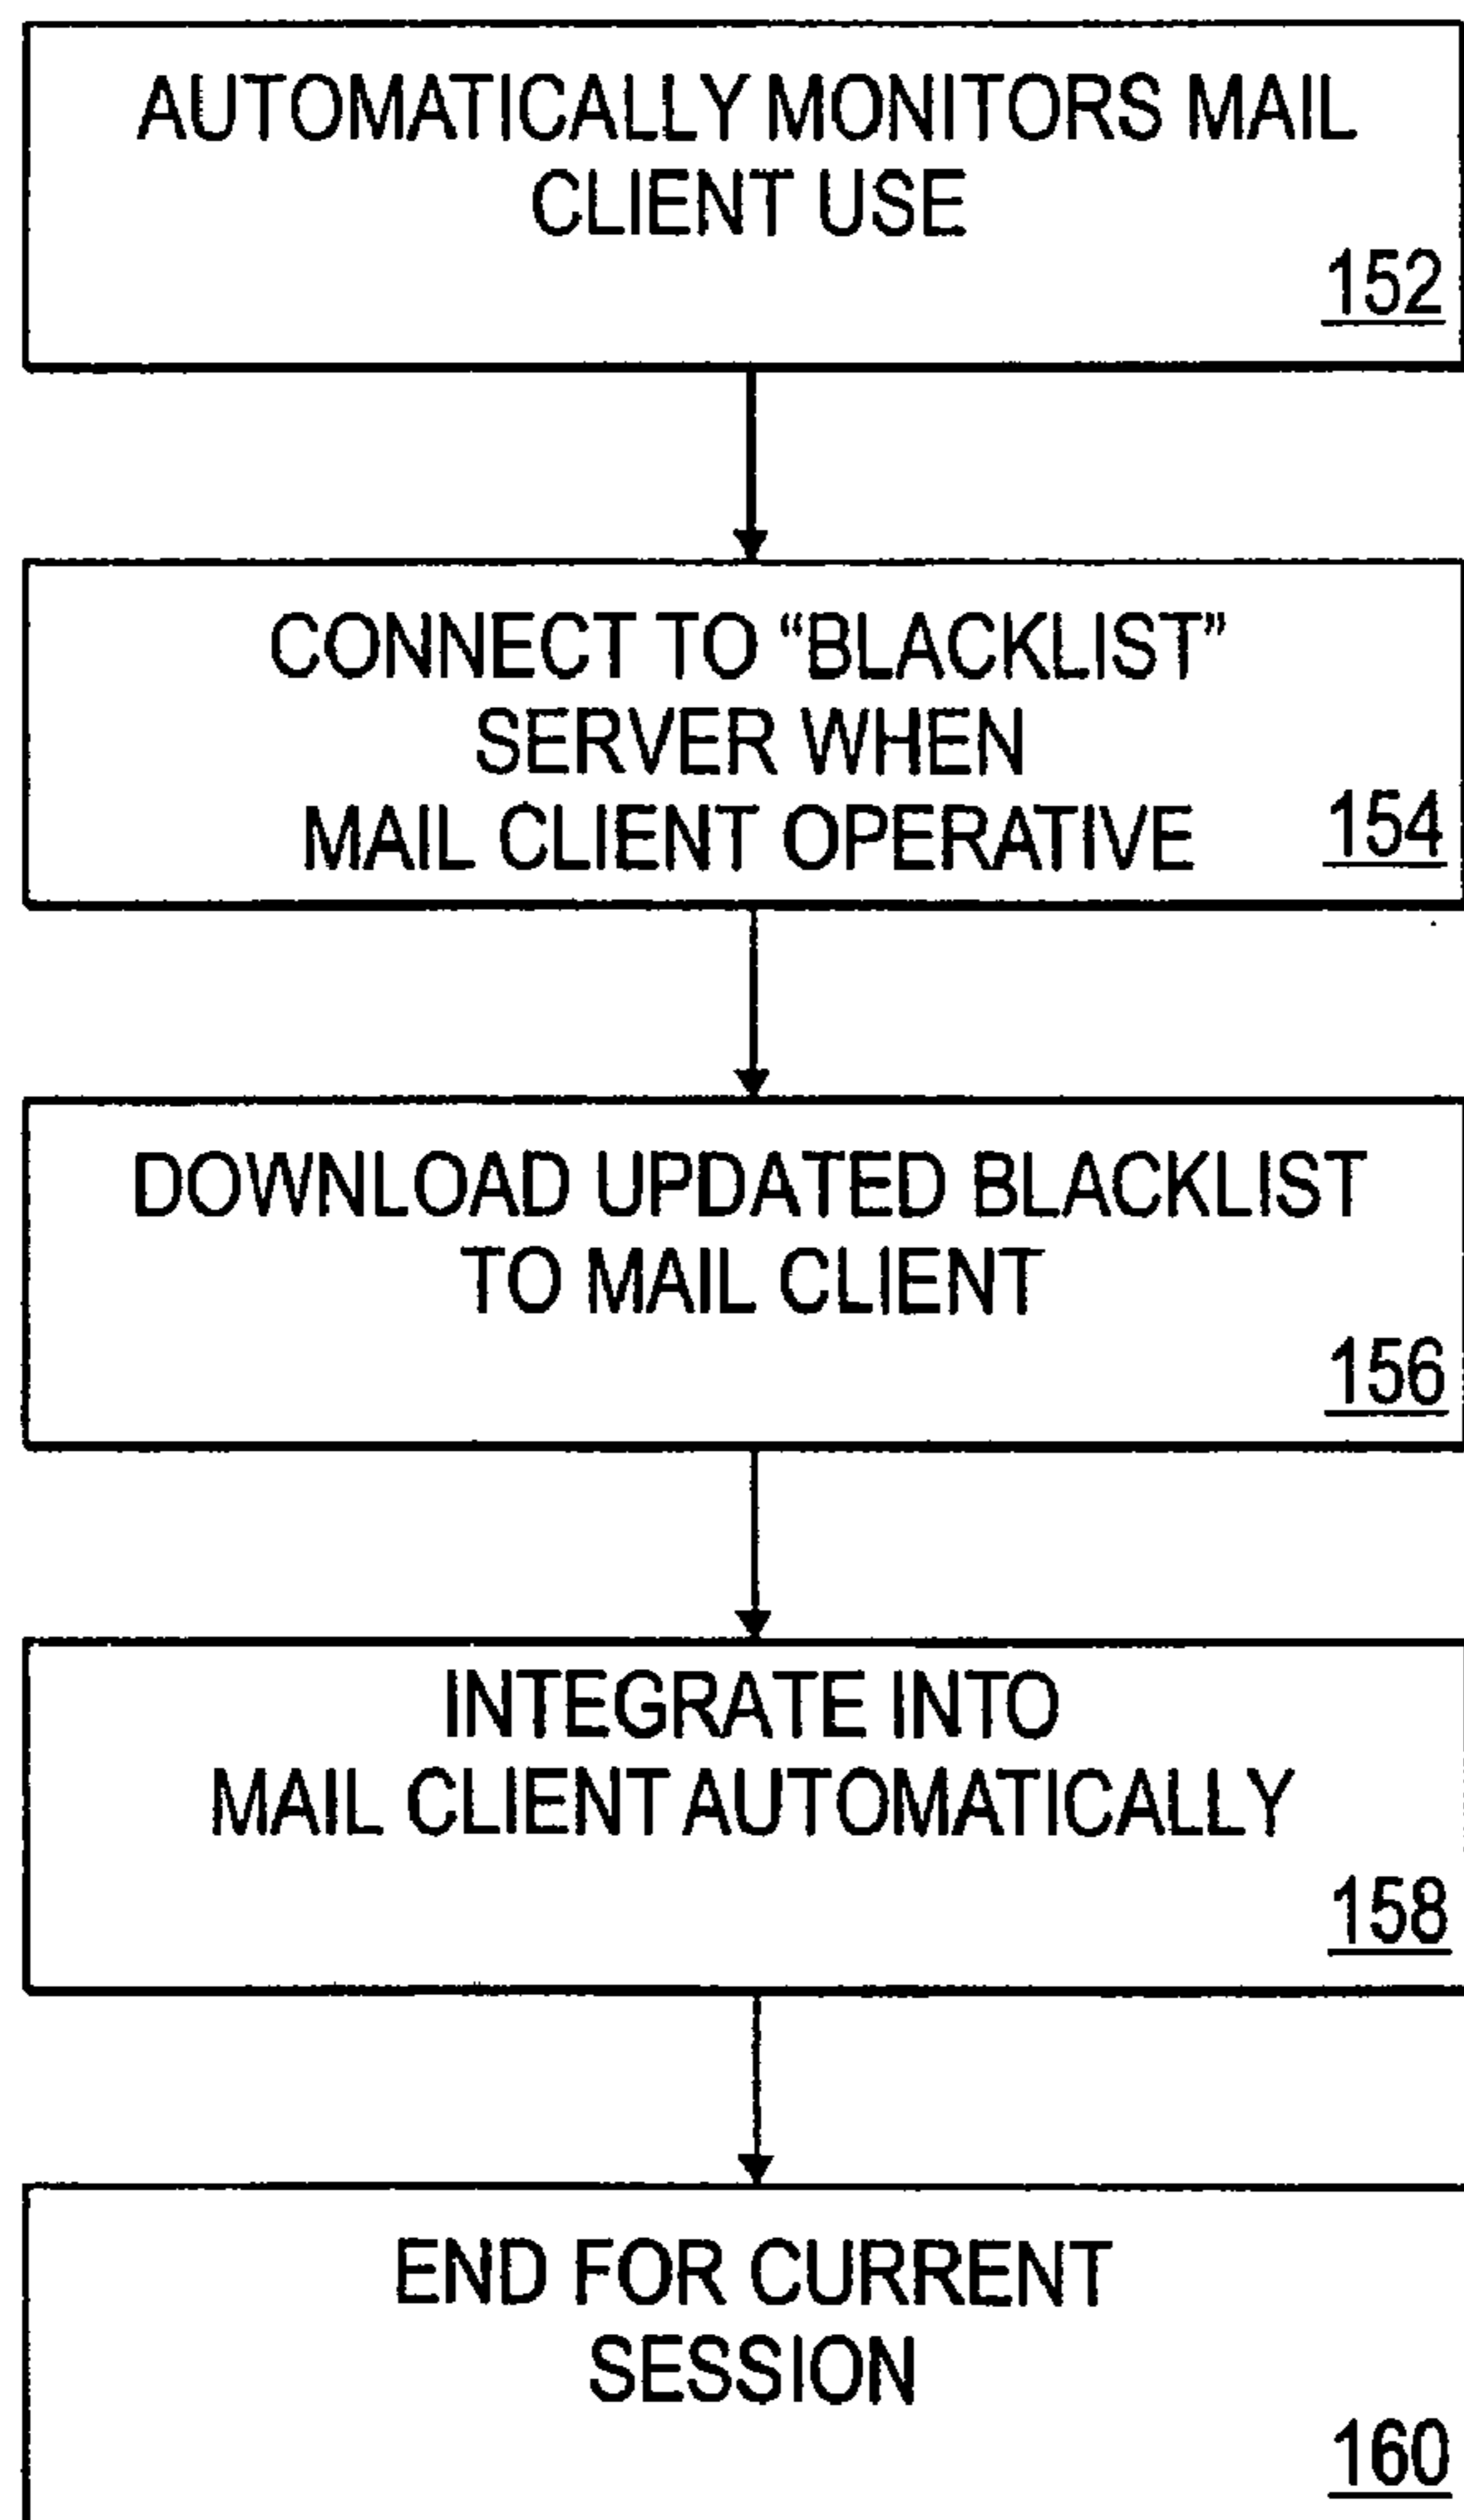 AUTOMATICALLY MONITORS MAIL
CLIENT USE
152
CONNECT TO “BLACKLIST”
SERVER WHEN
MAIL CLIENT OPERATIVE
154
DOWNLOAD UPDATED BLACKLIST
TO MAIL CLIENT
156
INTEGRATE INTO
MAIL CLIENT AUTOMATICALLY
158
END FOR CURRENT
SESSION
160